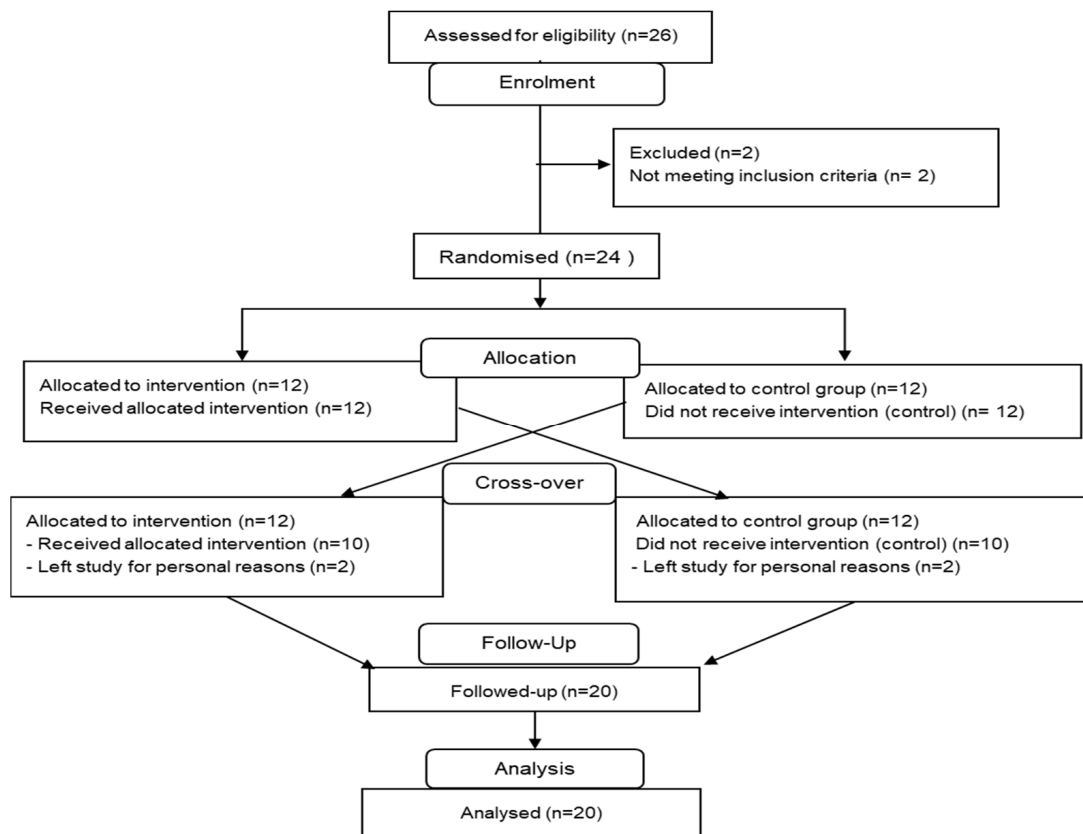 Assessed for eligibility (n=26)
Enrolment
Excluded (n=2)
Not meeting inclusion criteria (n= 2)
Randomised (n=24 )
Allocation
Allocated to intervention (n=12)
Received allocated intervention (n=12)
Allocated to control group (n=12)
Did not receive intervention (control) (n= 12)
Cross-over
Allocated to intervention (n=12)
- Received allocated intervention (n=10)
- Left study for personal reasons (n=2)
Allocated to control group (n=12)
Did not receive intervention (control) (n=10)
- Left study for personal reasons (n=2)
Follow-Up
Followed-up (n=20)
Analysis
Analysed (n=20)